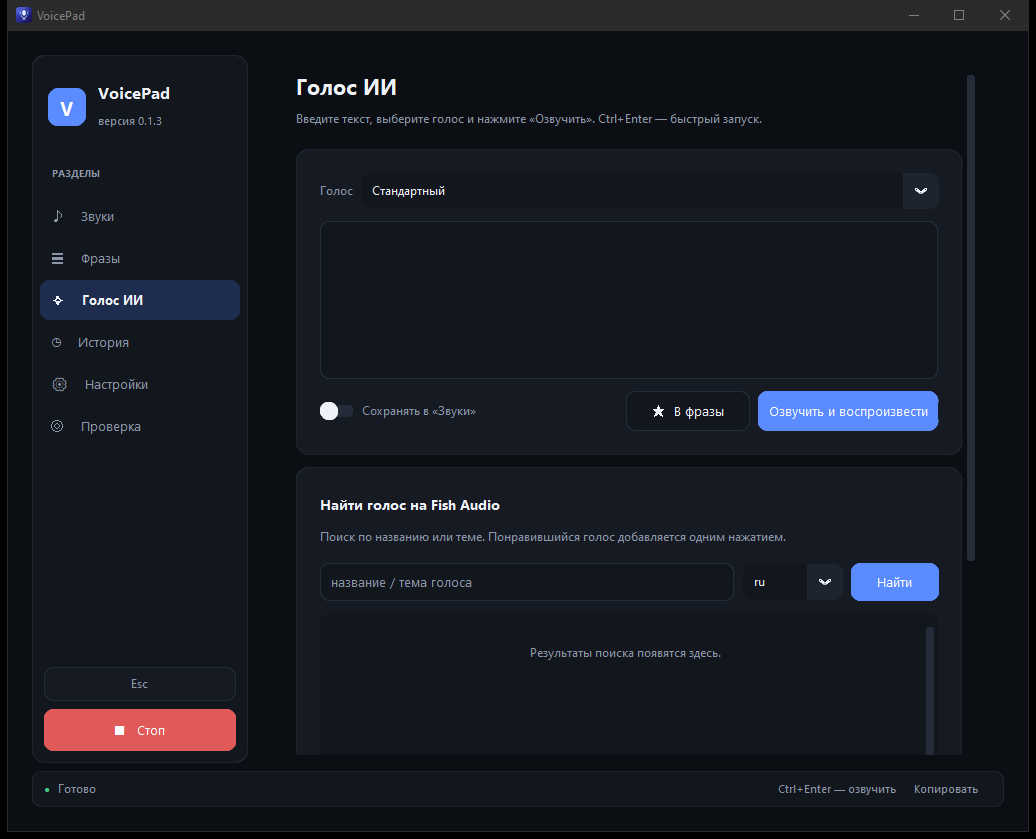 VoicePad
V
VoicePad
версия 0.1.3
РАЗДЕЛЫ
Звуки
Фразы
Голос ИИ
История
Настройки
Проверка
Esc
Стоп
Голос ИИ
Введите текст, выберите голос и нажмите «Озвучить». Ctrl+Enter — быстрый запуск.
Голос Стандартный
Сохранять в «Звуки»
★ В фразы
Озвучить и воспроизвести
Найти голос на Fish Audio
Поиск по названию или теме. Понравившийся голос добавляется одним нажатием.
название / тема голоса
ru
Найти
Результаты поиска появятся здесь.
Готово
Ctrl+Enter — озвучить
Копировать